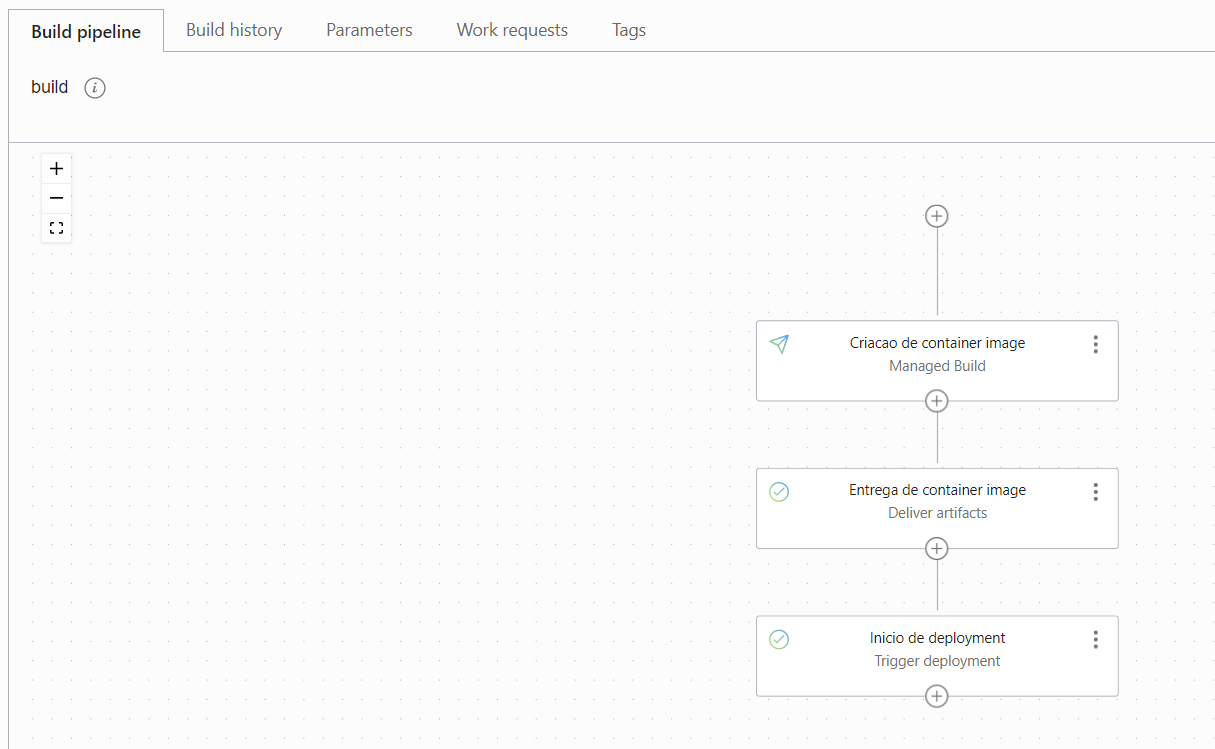 Build pipeline Build history Parameters Work requests Tags
build
Criacao de container image
Managed Build
Entrega de container image
Deliver artifacts
Inicio de deployment
Trigger deployment